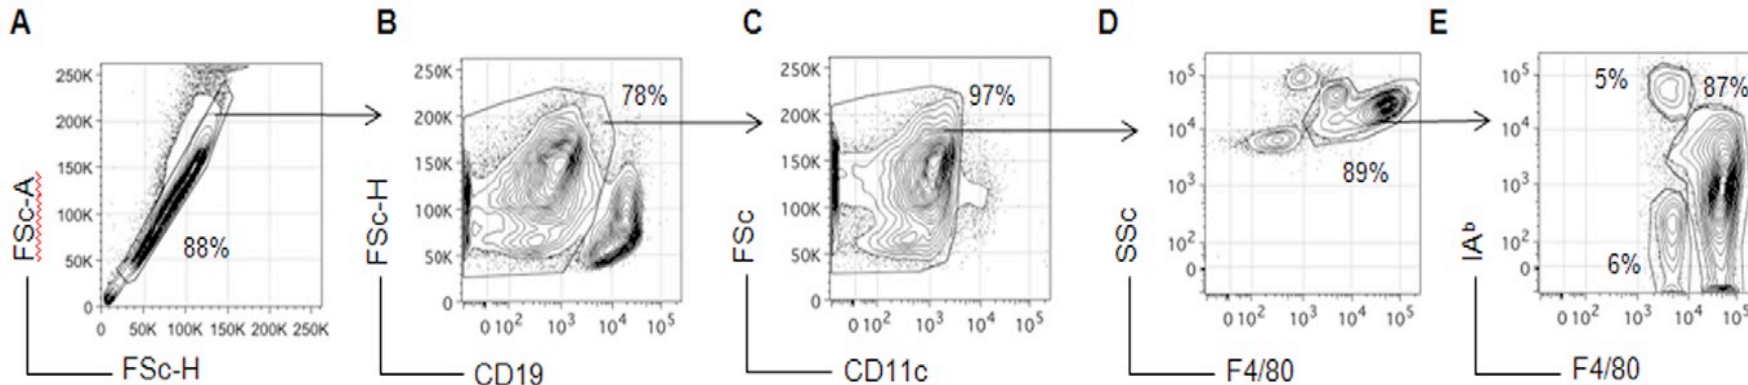 A
FSc-A
250K
200K
150K
100K
50K
0
88%
0 50K 100K 150K 200K 250K
FSc-H
B
FSc-H
250K
200K
150K
100K
50K
0
78%
0 10² 10³ 10⁴ 10⁵
CD19
C
FSc
250K
200K
150K
100K
50K
0
97%
0 10² 10³ 10⁴ 10⁵
CD11c
D
SSc
10⁵
10⁴
10³
10²
0
89%
0 10² 10³ 10⁴ 10⁵
F4/80
E
IAᵇ
10⁵
10⁴
10³
10²
0
5%
87%
6%
0 10² 10³ 10⁴ 10⁵
F4/80